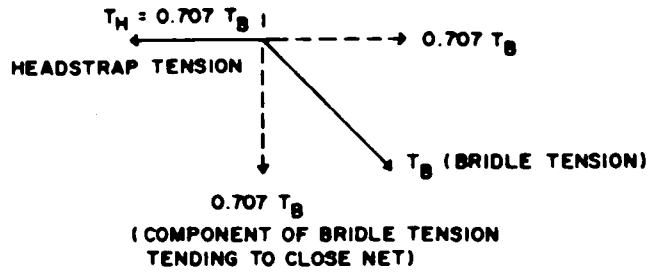 T_H = 0.707 T_B
0.707 T_B
HEADSTRAP TENSION
T_B (BRIDLE TENSION)
0.707 T_B
(COMPONENT OF BRIDLE TENSION
TENDING TO CLOSE NET)